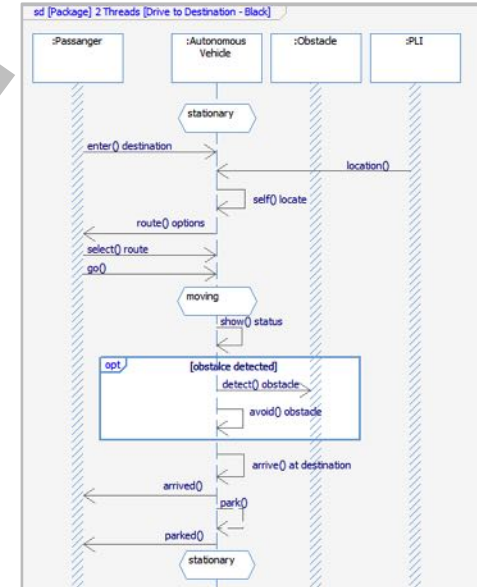 sd [Package] 2 Threads [Drive to Destination - Black]
:Passanger
:Autonomous
Vehicle
:Obstacle
:PLI
stationary
enter() destination
location()
self() locate
route() options
select() route
go()
moving
show() status
opt
[obstalce detected]
detect() obstacle
avoid() obstacle
arrive() at destination
arrived()
park()
parked()
stationary